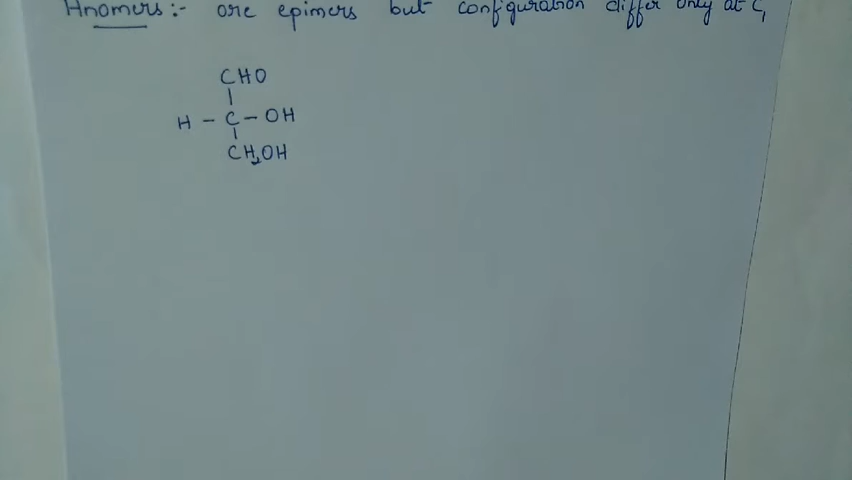 Anomers:- are epimers but configuration differ only at C₁
CHO
|
H - C - OH
|
CH₂OH